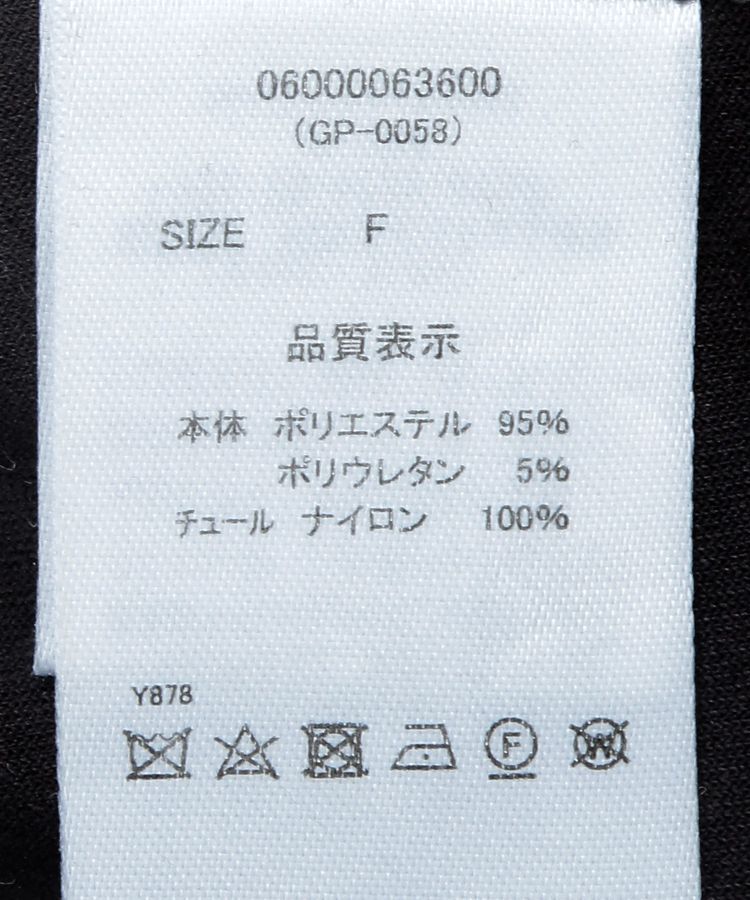 06000063600
(GP-0058)
SIZE F
品質表示
本体 ポリエステル 95%
ポリウレタン 5%
チュール ナイロン 100%
Y878
F W